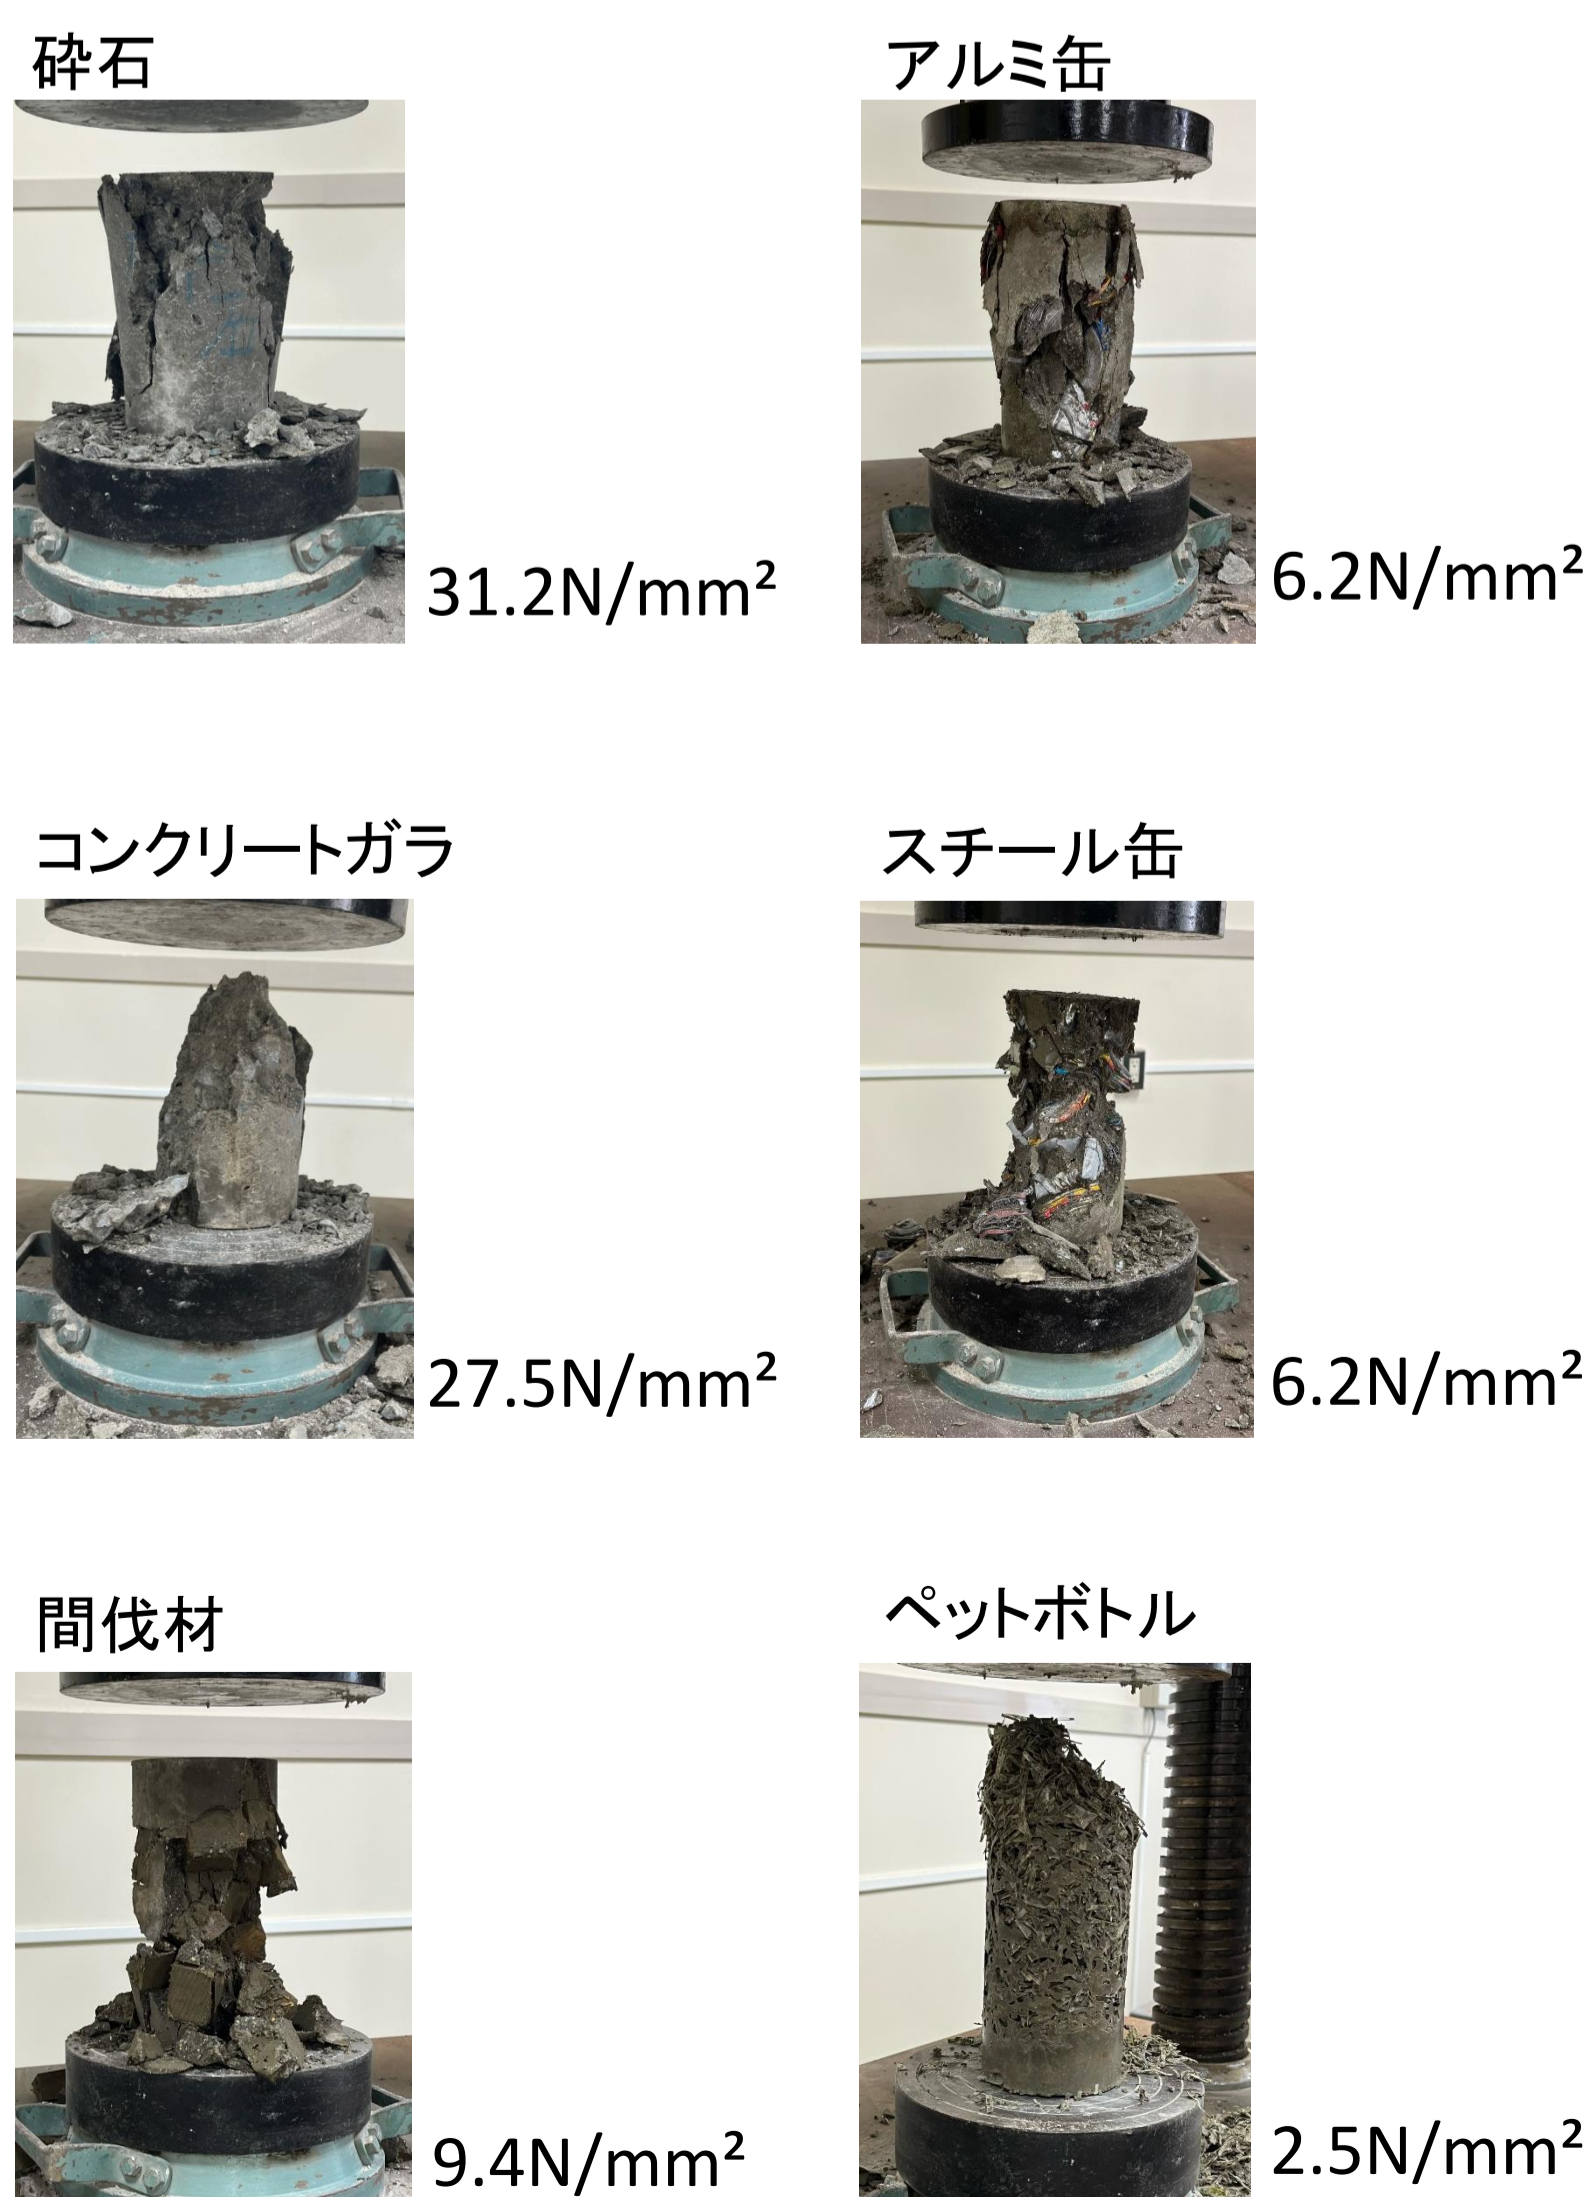 砕石
31.2N/mm²
アルミ缶
6.2N/mm²
コンクリートガラ
27.5N/mm²
スチール缶
6.2N/mm²
間伐材
9.4N/mm²
ペットボトル
2.5N/mm²